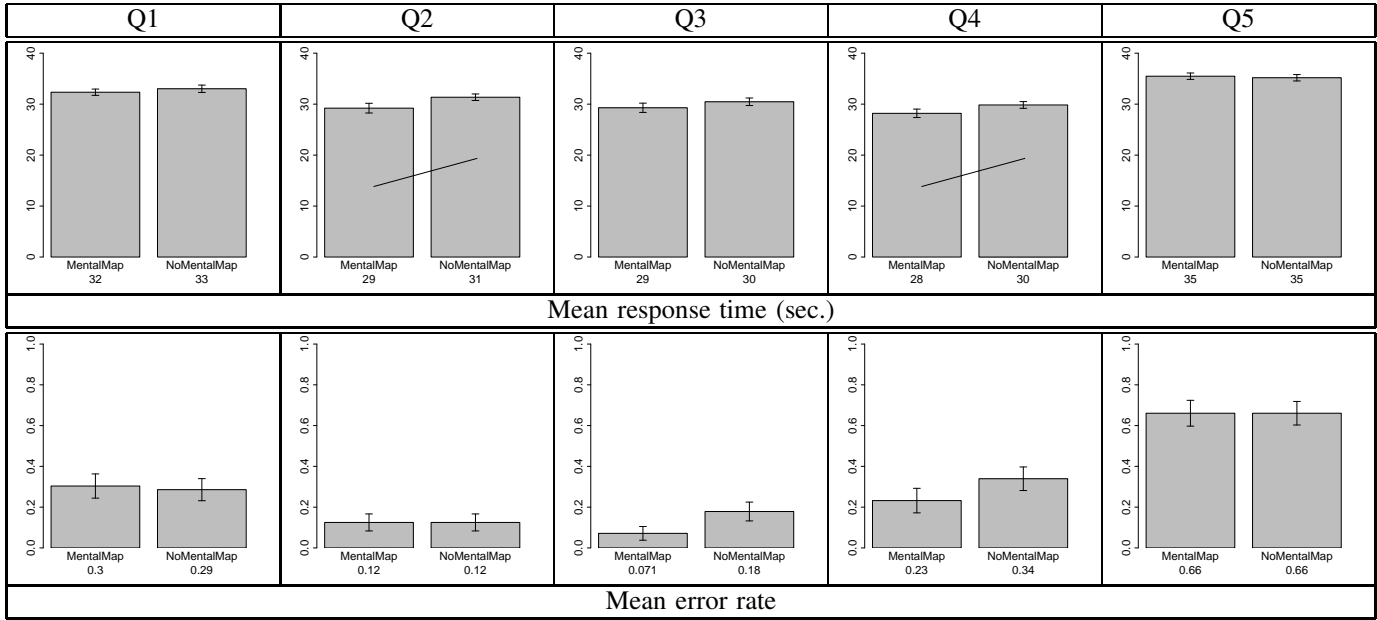 Q1 Q2 Q3 Q4 Q5
40 40 40 40 40
30 30 30 30 30
20 20 20 20 20
10 10 10 10 10
0 0 0 0 0
MentalMap NoMentalMap MentalMap NoMentalMap MentalMap NoMentalMap MentalMap NoMentalMap MentalMap NoMentalMap
32 33 29 31 29 30 28 30 35 35
Mean response time (sec.)
1.0 1.0 1.0 1.0 1.0
0.8 0.8 0.8 0.8 0.8
0.6 0.6 0.6 0.6 0.6
0.4 0.4 0.4 0.4 0.4
0.2 0.2 0.2 0.2 0.2
0.0 0.0 0.0 0.0 0.0
MentalMap NoMentalMap MentalMap NoMentalMap MentalMap NoMentalMap MentalMap NoMentalMap MentalMap NoMentalMap
0.3 0.29 0.12 0.12 0.071 0.18 0.23 0.34 0.66 0.66
Mean error rate